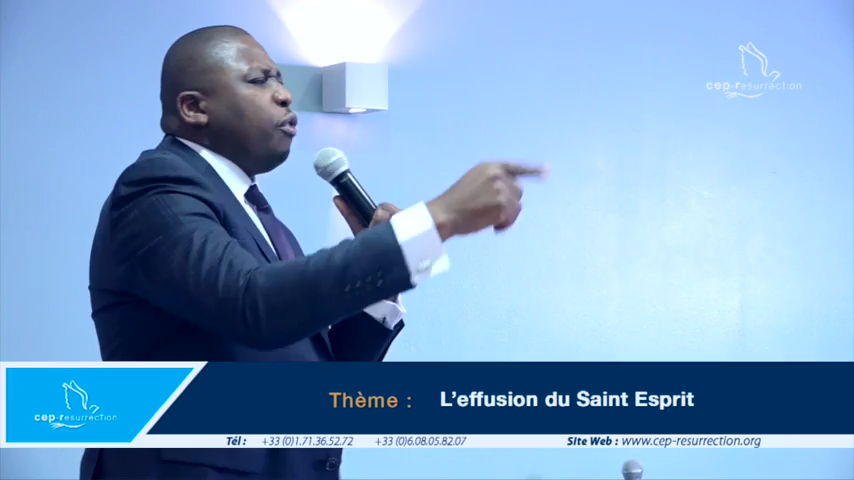 cep-resurrection
Thème : L'effusion du Saint Esprit
cep-resurrection
Tél : +33 (0)1.71.36.52.72 +33 (0)6.08.05.82.07 Site Web : www.cep-resurrection.org